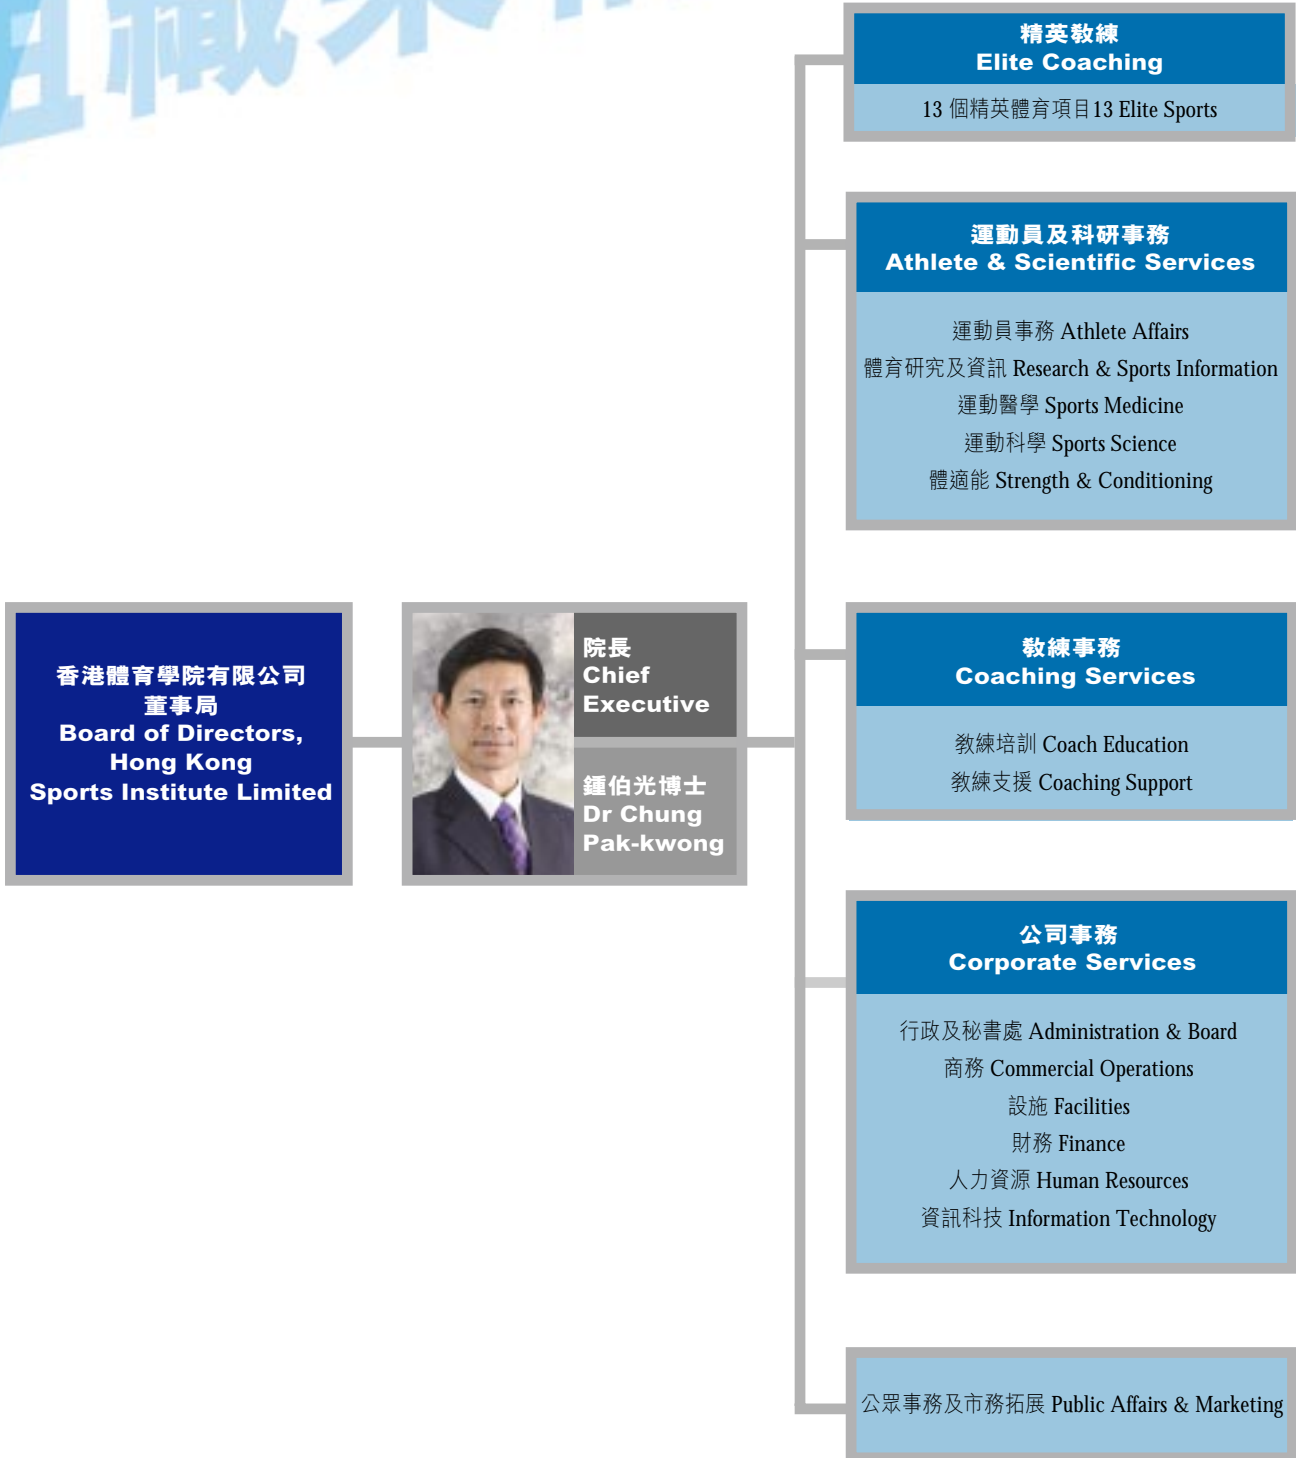 精英教練
Elite Coaching
13 個精英體育項目13 Elite Sports
運動員及科研事務
Athlete & Scientific Services
運動員事務 Athlete Affairs
體育研究及資訊 Research & Sports Information
運動醫學 Sports Medicine
運動科學 Sports Science
體適能 Strength & Conditioning
香港體育學院有限公司
董事局
Board of Directors,
Hong Kong
Sports Institute Limited
院長
Chief
Executive
鍾伯光博士
Dr Chung
Pak-kwong
教練事務
Coaching Services
教練培訓 Coach Education
教練支援 Coaching Support
公司事務
Corporate Services
行政及秘書處 Administration & Board
商務 Commercial Operations
設施 Facilities
財務 Finance
人力資源 Human Resources
資訊科技 Information Technology
公眾事務及市務拓展 Public Affairs & Marketing